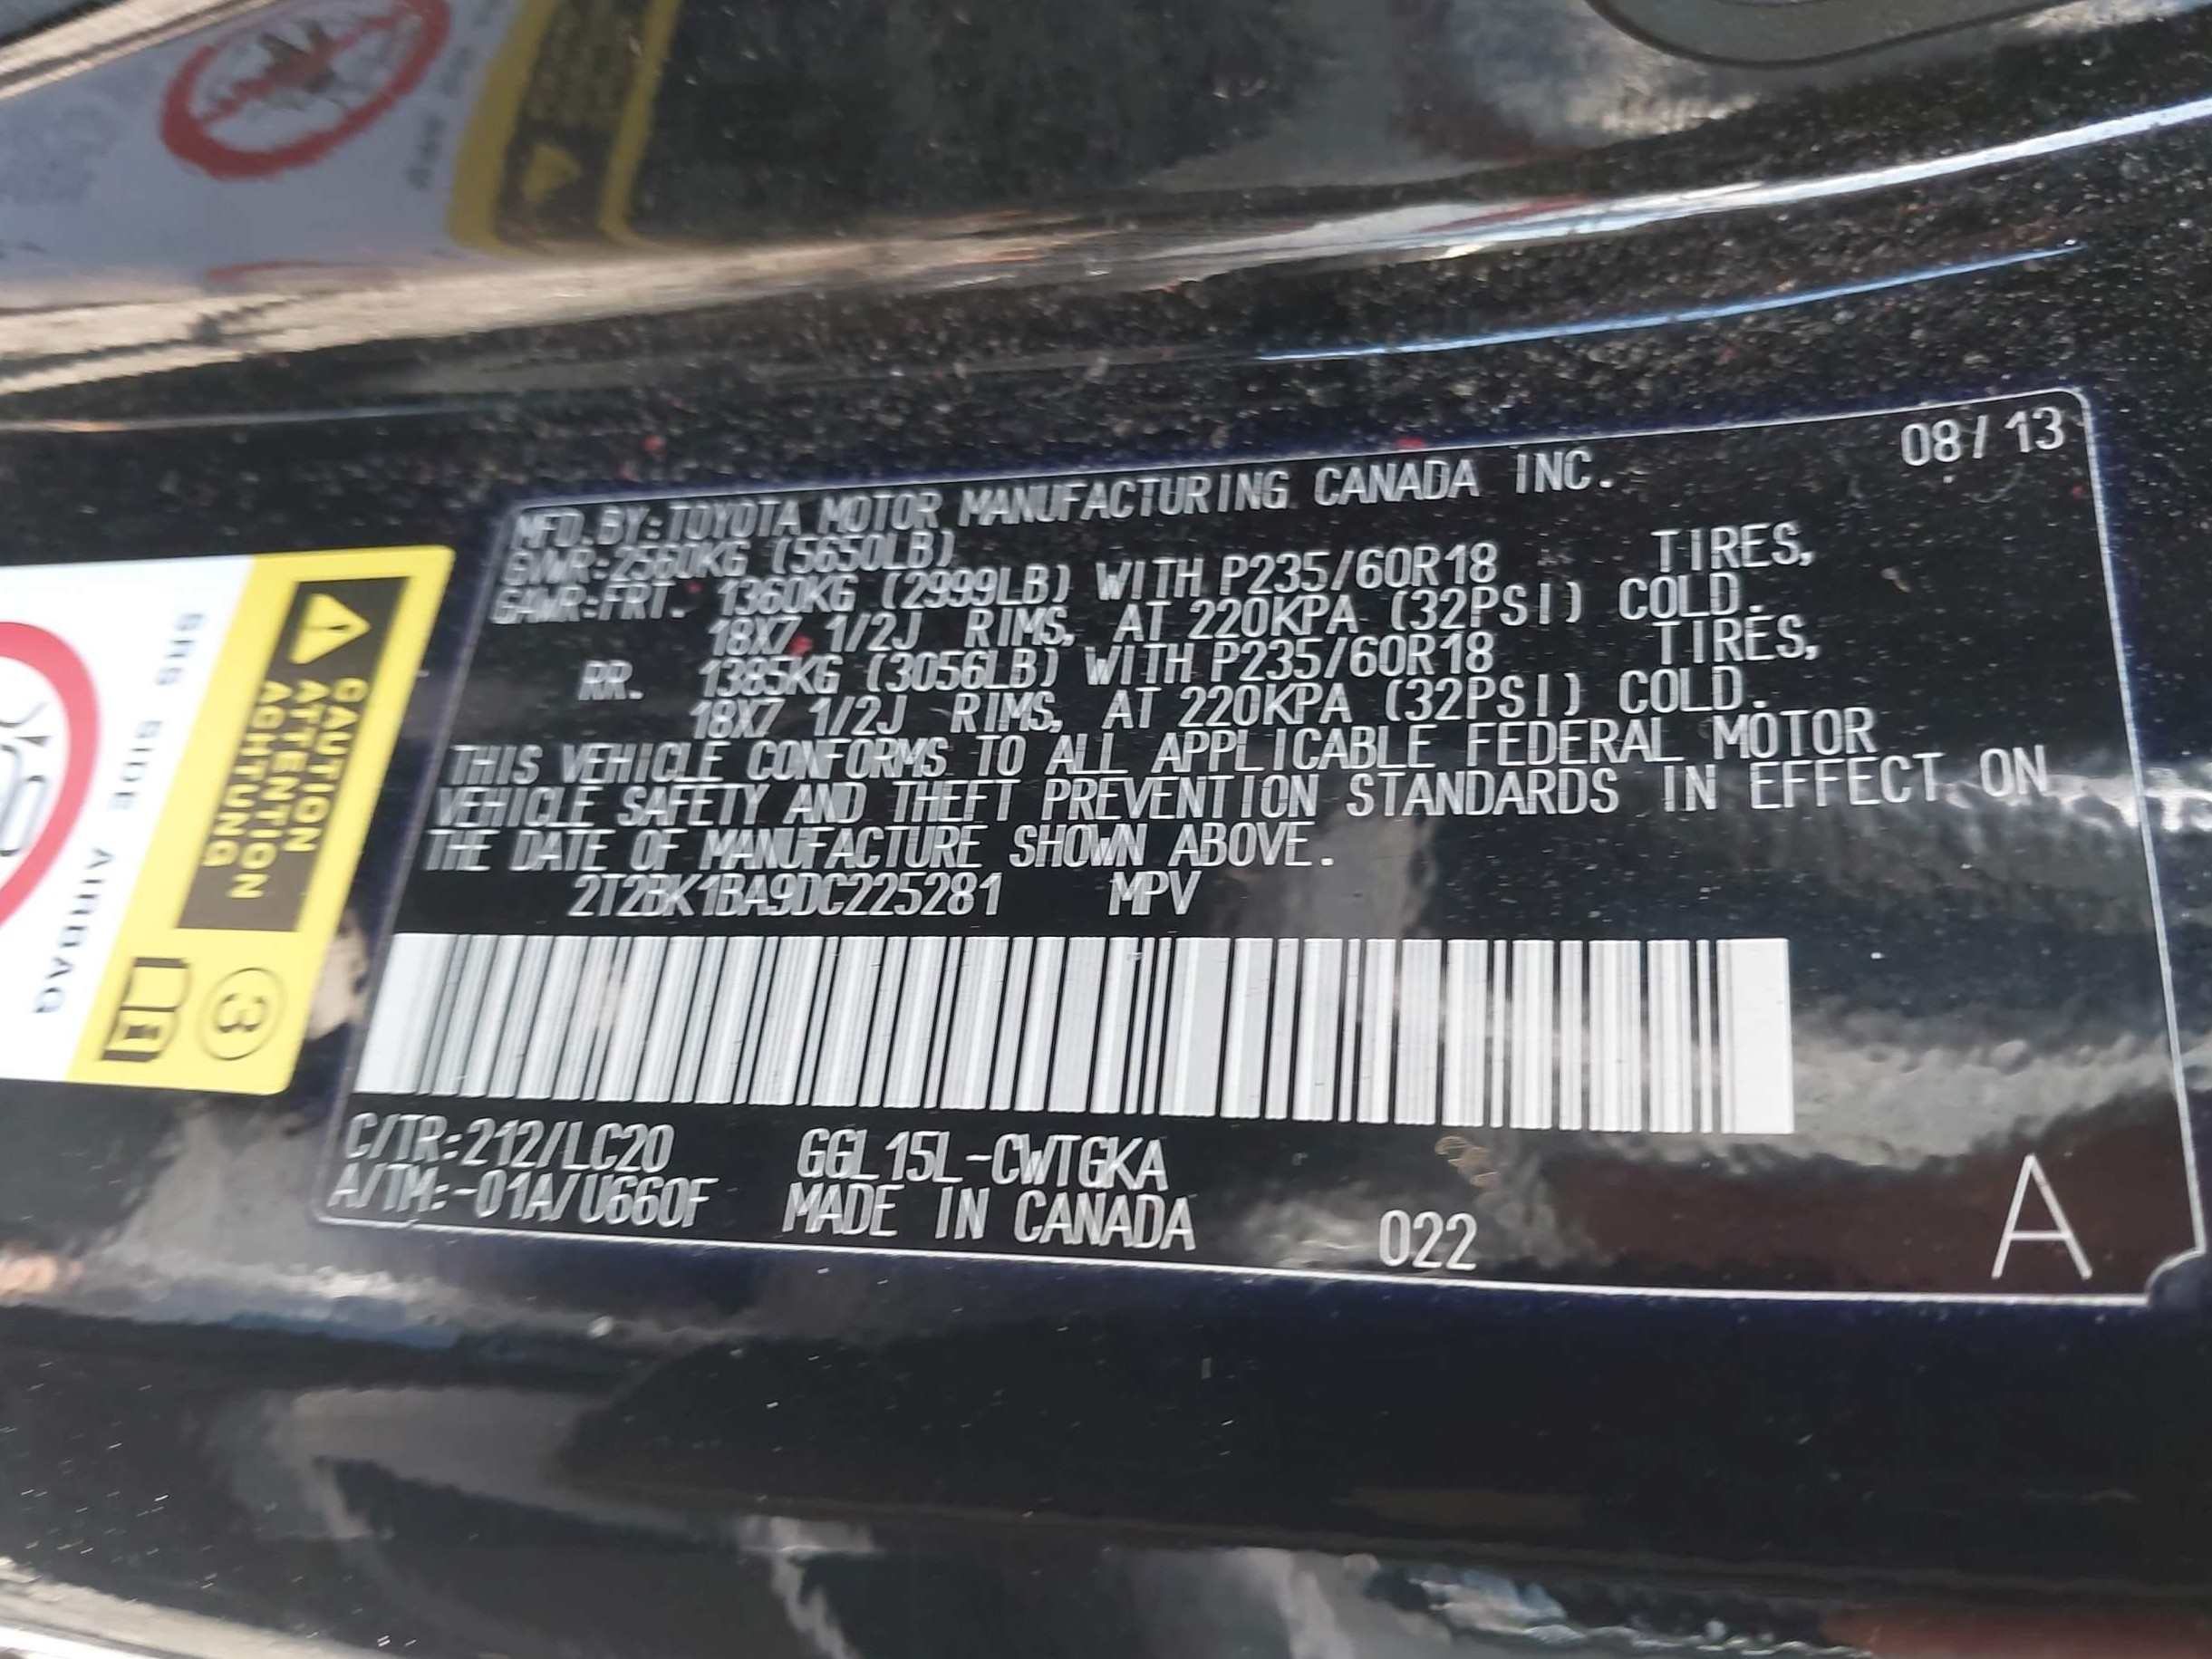 08/13
MFD.BY:TOYOTA MOTOR MANUFACTURING CANADA INC.
GVWR:2560KG (5650LB)
GAWR:FRT. 1360KG (2999LB) WITH P235/60R18 TIRES,
18X7 1/2J RIMS, AT 220KPA (32PSI) COLD.
RR. 1385KG (3056LB) WITH P235/60R18 TIRES,
18X7 1/2J RIMS, AT 220KPA (32PSI) COLD.
THIS VEHICLE CONFORMS TO ALL APPLICABLE FEDERAL MOTOR
VEHICLE SAFETY AND THEFT PREVENTION STANDARDS IN EFFECT ON
THE DATE OF MANUFACTURE SHOWN ABOVE.
2T2BK1BA9DC225281 MPV
C/TR:212/LC20 GGL15L-CWTGKA
A/TM:-01A/U660F MADE IN CANADA 022
A
CAUTION
ATTENTION
ACHTUNG
3
SRS SIDE AIRBAG